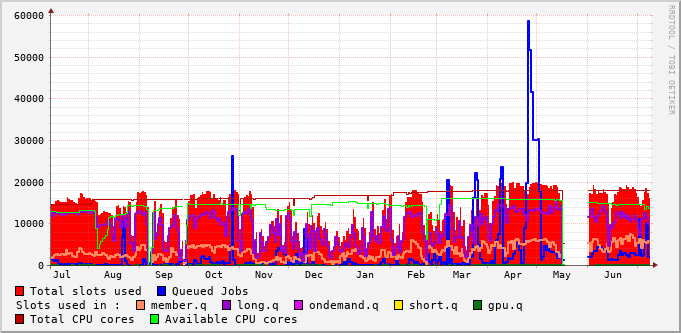 60000
50000
40000
30000
20000
10000
0
Jul Aug Sep Oct Nov Dec Jan Feb Mar Apr May Jun
RRDTOOL / TOBI OETIKER
Total slots used Queued Jobs
Slots used in : member.q long.q ondemand.q short.q gpu.q
Total CPU cores Available CPU cores